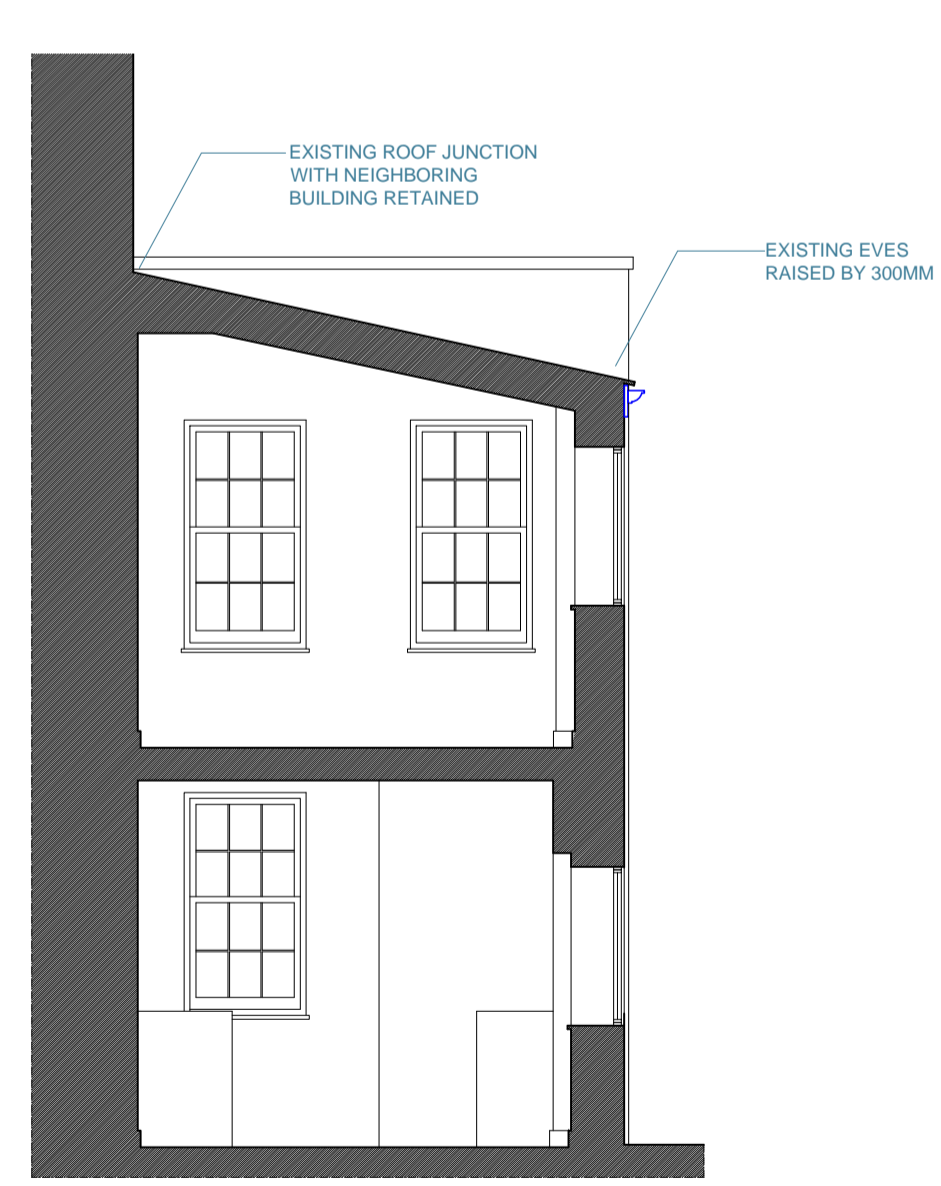 EXISTING ROOF JUNCTION
WITH NEIGHBORING
BUILDING RETAINED
EXISTING EVES
RAISED BY 300MM